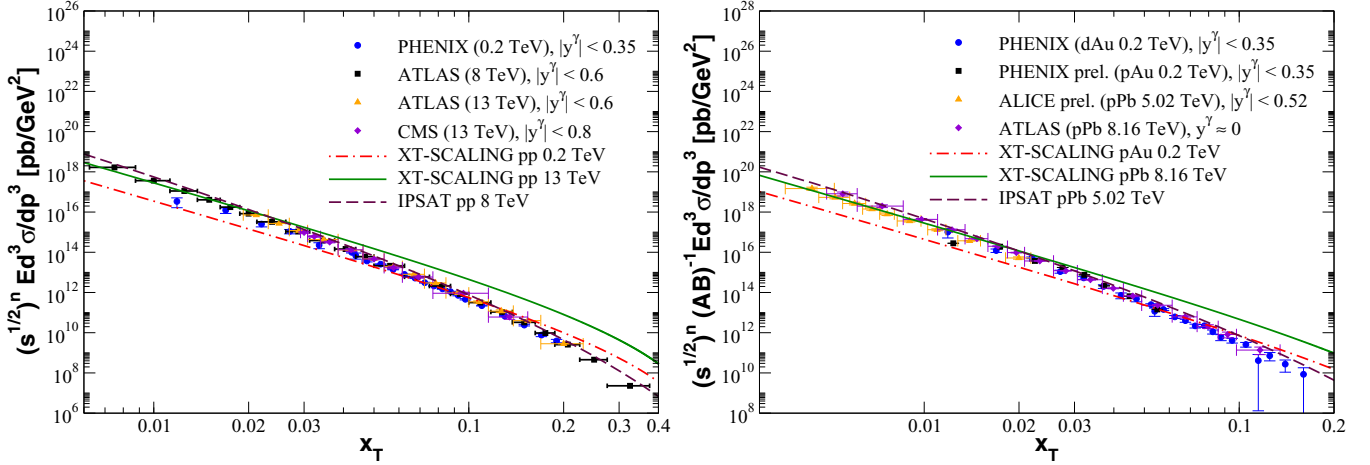 10^26
10^24
10^22
10^20
10^18
10^16
10^14
10^12
10^10
10^8
10^6
(s^1/2)^n Ed^3 σ/dp^3 [pb/GeV^2]
PHENIX (0.2 TeV), |y^γ| < 0.35
ATLAS (8 TeV), |y^γ| < 0.6
ATLAS (13 TeV), |y^γ| < 0.6
CMS (13 TeV), |y^γ| < 0.8
XT-SCALING pp 0.2 TeV
XT-SCALING pp 13 TeV
IPSAT pp 8 TeV
0.01 0.02 0.03 0.1 0.2 0.3 0.4
x_T
10^28
10^26
10^24
10^22
10^20
10^18
10^16
10^14
10^12
10^10
10^8
(s^1/2)^n (AB)^-1 Ed^3 σ/dp^3 [pb/GeV^2]
PHENIX (dAu 0.2 TeV), |y^γ| < 0.35
PHENIX prel. (pAu 0.2 TeV), |y^γ| < 0.35
ALICE prel. (pPb 5.02 TeV), |y^γ| < 0.52
ATLAS (pPb 8.16 TeV), y^γ ≈ 0
XT-SCALING pAu 0.2 TeV
XT-SCALING pPb 8.16 TeV
IPSAT pPb 5.02 TeV
0.01 0.02 0.03 0.1 0.2
x_T